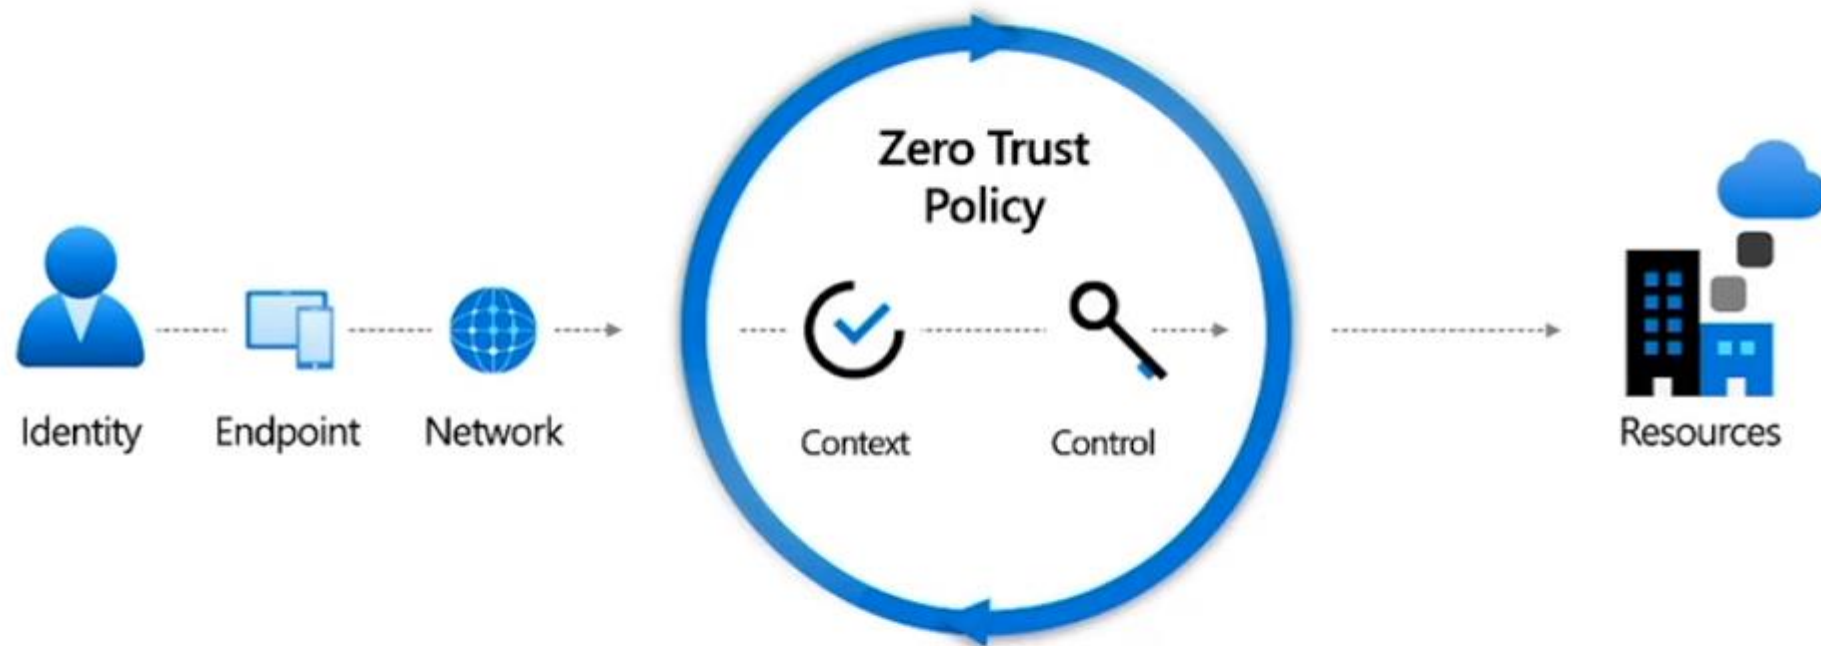 Zero Trust
Policy
Identity
Endpoint
Network
Context
Control
Resources